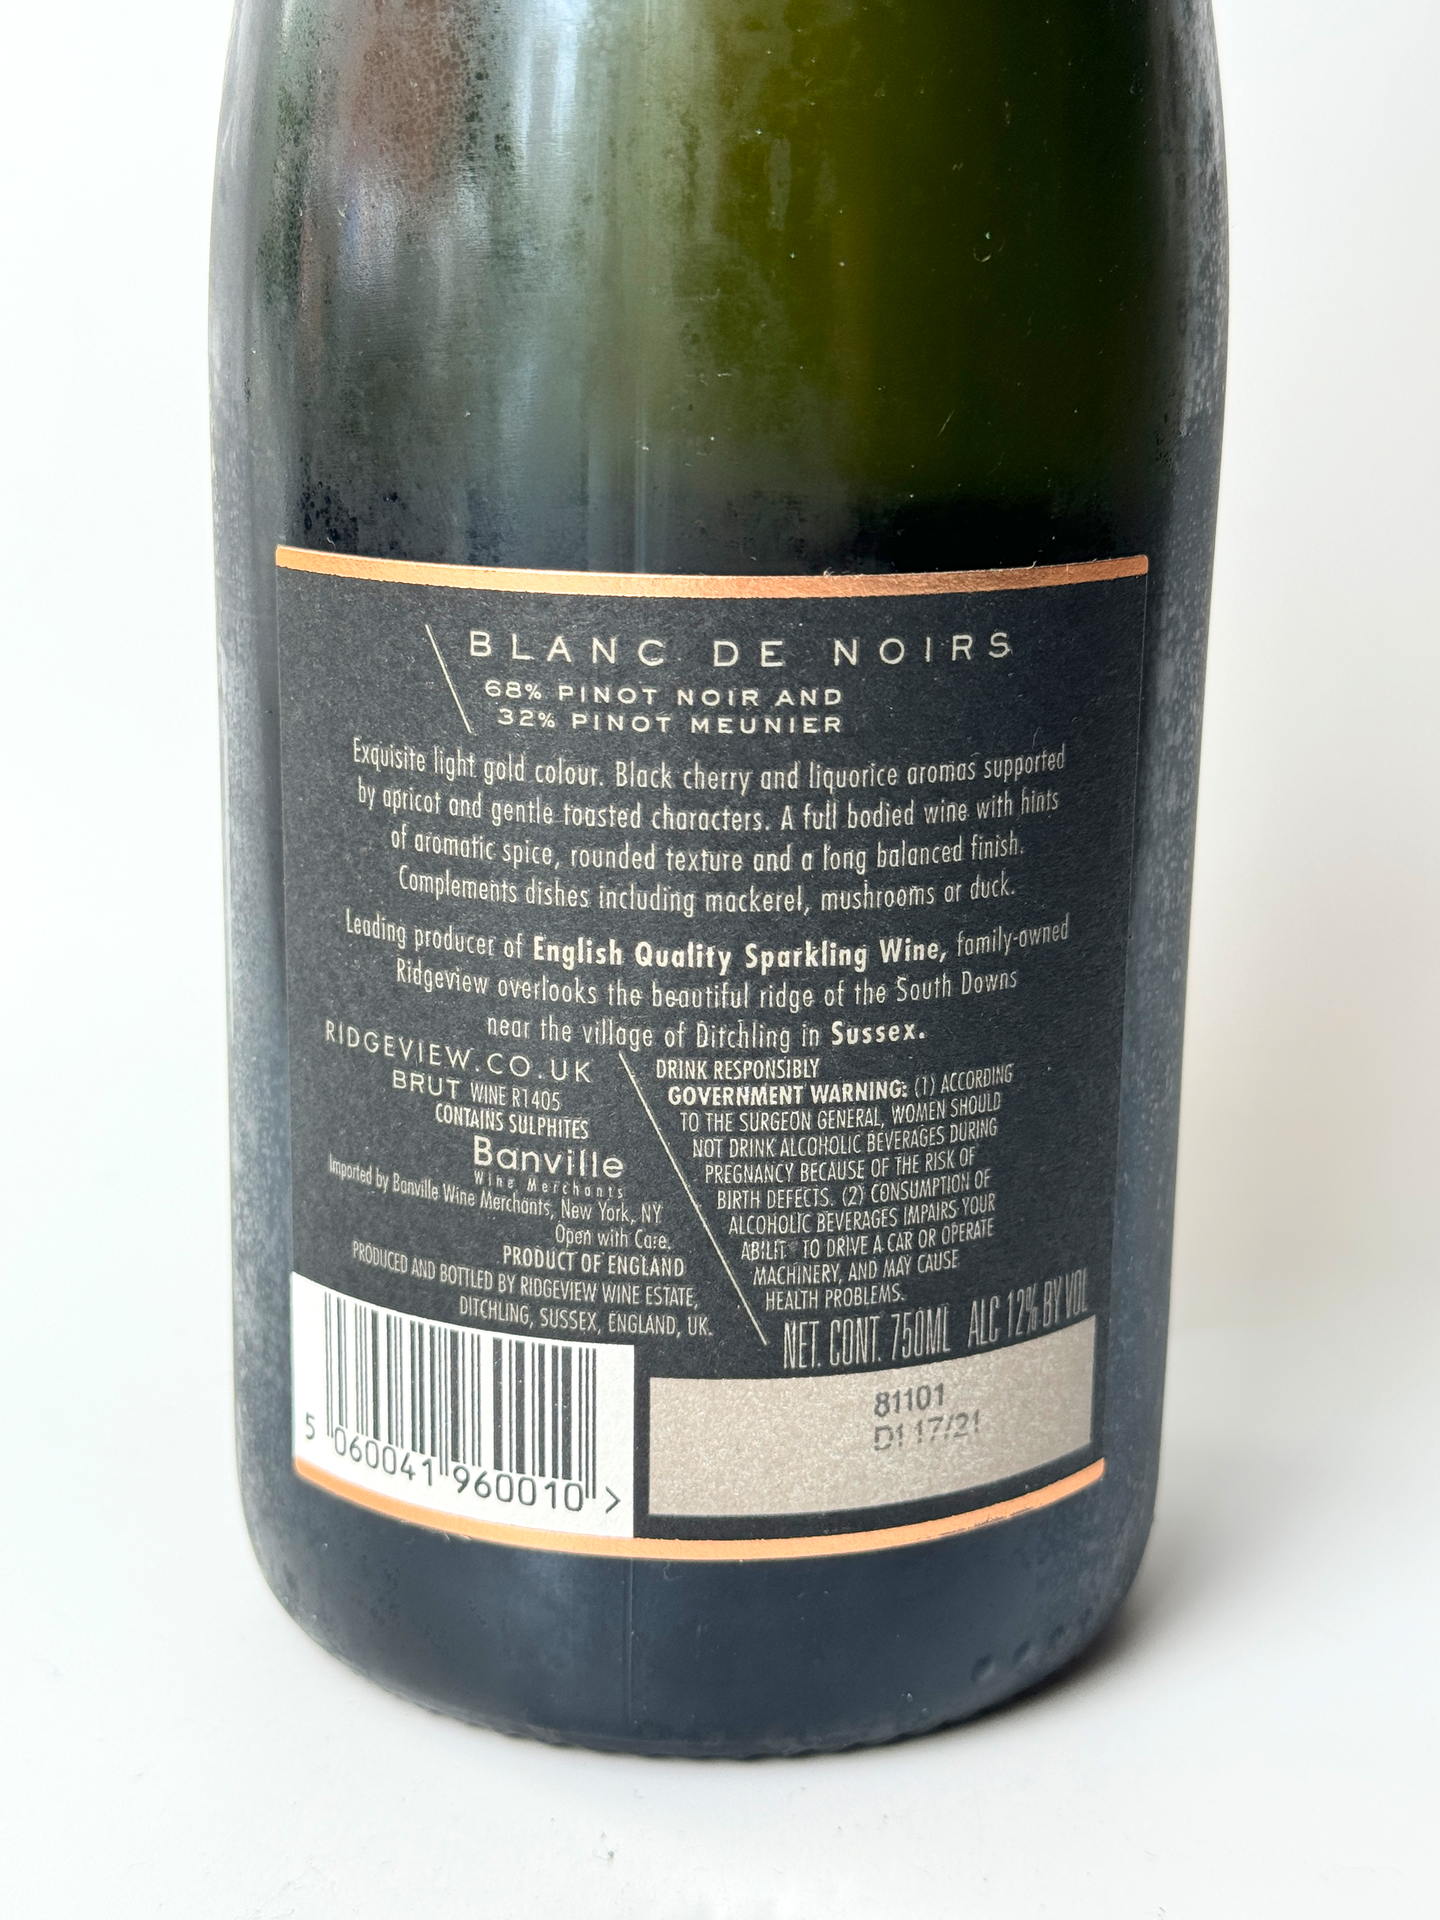 BLANC DE NOIRS
68% PINOT NOIR AND
32% PINOT MEUNIER
Exquisite light gold colour. Black cherry and liquorice aromas supported
by apricot and gentle toasted characters. A full bodied wine with hints
of aromatic spice, rounded texture and a long balanced finish.
Complements dishes including mackerel, mushrooms or duck.
Leading producer of English Quality Sparkling Wine, family-owned
Ridgeview overlooks the beautiful ridge of the South Downs
near the village of Ditchling in Sussex.
RIDGEVIEW.CO.UK
BRUT WINE R1405
CONTAINS SULPHITES
Banville
Wine Merchants
Imported by Banville Wine Merchants, New York, NY
Open with Care.
PRODUCT OF ENGLAND
PRODUCED AND BOTTLED BY RIDGEVIEW WINE ESTATE,
DITCHLING, SUSSEX, ENGLAND, UK.
5 060041 960010 >
DRINK RESPONSIBLY
GOVERNMENT WARNING: (1) ACCORDING
TO THE SURGEON GENERAL, WOMEN SHOULD
NOT DRINK ALCOHOLIC BEVERAGES DURING
PREGNANCY BECAUSE OF THE RISK OF
BIRTH DEFECTS. (2) CONSUMPTION OF
ALCOHOLIC BEVERAGES IMPAIRS YOUR
ABILITY TO DRIVE A CAR OR OPERATE
MACHINERY, AND MAY CAUSE
HEALTH PROBLEMS.
NET. CONT. 750ML ALC 12% BY VOL
81101
D1 17/21